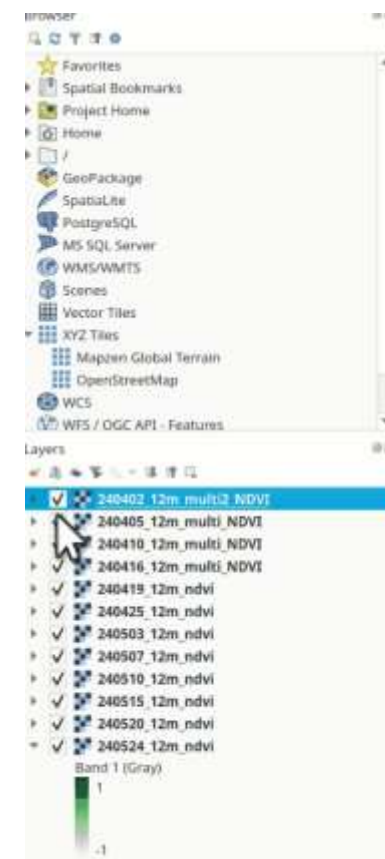 Browser
Favorites
Spatial Bookmarks
Project Home
Home
/
GeoPackage
SpatiaLite
PostgreSQL
MS SQL Server
WMS/WMTS
Scenes
Vector Tiles
XYZ Tiles
Mapzen Global Terrain
OpenStreetMap
WCS
WFS / OGC API - Features
Layers
240402_12m_multi2_NDVI
240405_12m_multi_NDVI
240410_12m_multi_NDVI
240416_12m_multi_NDVI
240419_12m_ndvi
240425_12m_ndvi
240503_12m_ndvi
240507_12m_ndvi
240510_12m_ndvi
240515_12m_ndvi
240520_12m_ndvi
240524_12m_ndvi
Band 1 (Gray)
1
-1